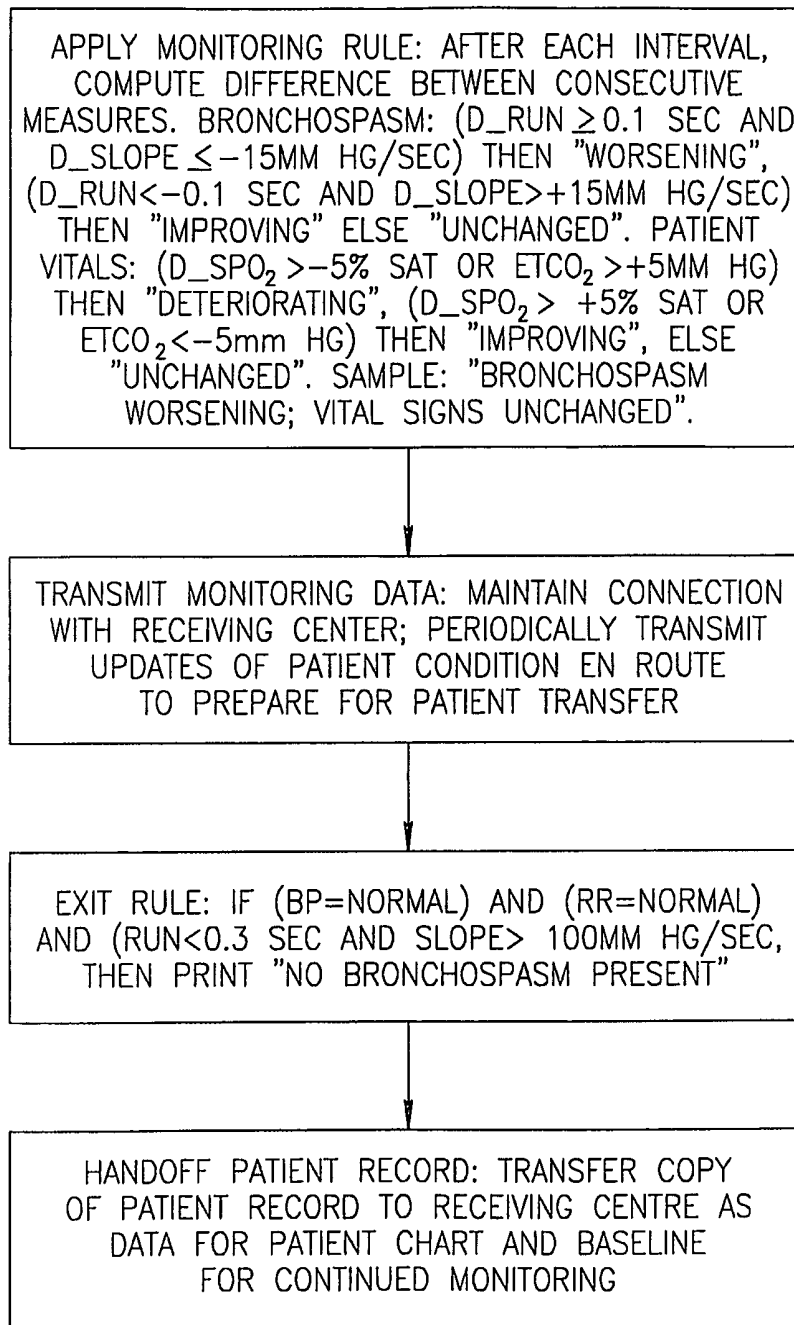 APPLY MONITORING RULE: AFTER EACH INTERVAL,
COMPUTE DIFFERENCE BETWEEN CONSECUTIVE
MEASURES. BRONCHOSPASM: (D_RUN ≥ 0.1 SEC AND
D_SLOPE ≤ -15MM HG/SEC) THEN "WORSENING",
(D_RUN<-0.1 SEC AND D_SLOPE>+15MM HG/SEC)
THEN "IMPROVING" ELSE "UNCHANGED". PATIENT
VITALS: (D_SPO₂ >-5% SAT OR ETCO₂ >+5MM HG)
THEN "DETERIORATING", (D_SPO₂ > +5% SAT OR
ETCO₂<-5mm HG) THEN "IMPROVING", ELSE
"UNCHANGED". SAMPLE: "BRONCHOSPASM
WORSENING; VITAL SIGNS UNCHANGED".
TRANSMIT MONITORING DATA: MAINTAIN CONNECTION
WITH RECEIVING CENTER; PERIODICALLY TRANSMIT
UPDATES OF PATIENT CONDITION EN ROUTE
TO PREPARE FOR PATIENT TRANSFER
EXIT RULE: IF (BP=NORMAL) AND (RR=NORMAL)
AND (RUN<0.3 SEC AND SLOPE> 100MM HG/SEC,
THEN PRINT "NO BRONCHOSPASM PRESENT"
HANDOFF PATIENT RECORD: TRANSFER COPY
OF PATIENT RECORD TO RECEIVING CENTRE AS
DATA FOR PATIENT CHART AND BASELINE
FOR CONTINUED MONITORING